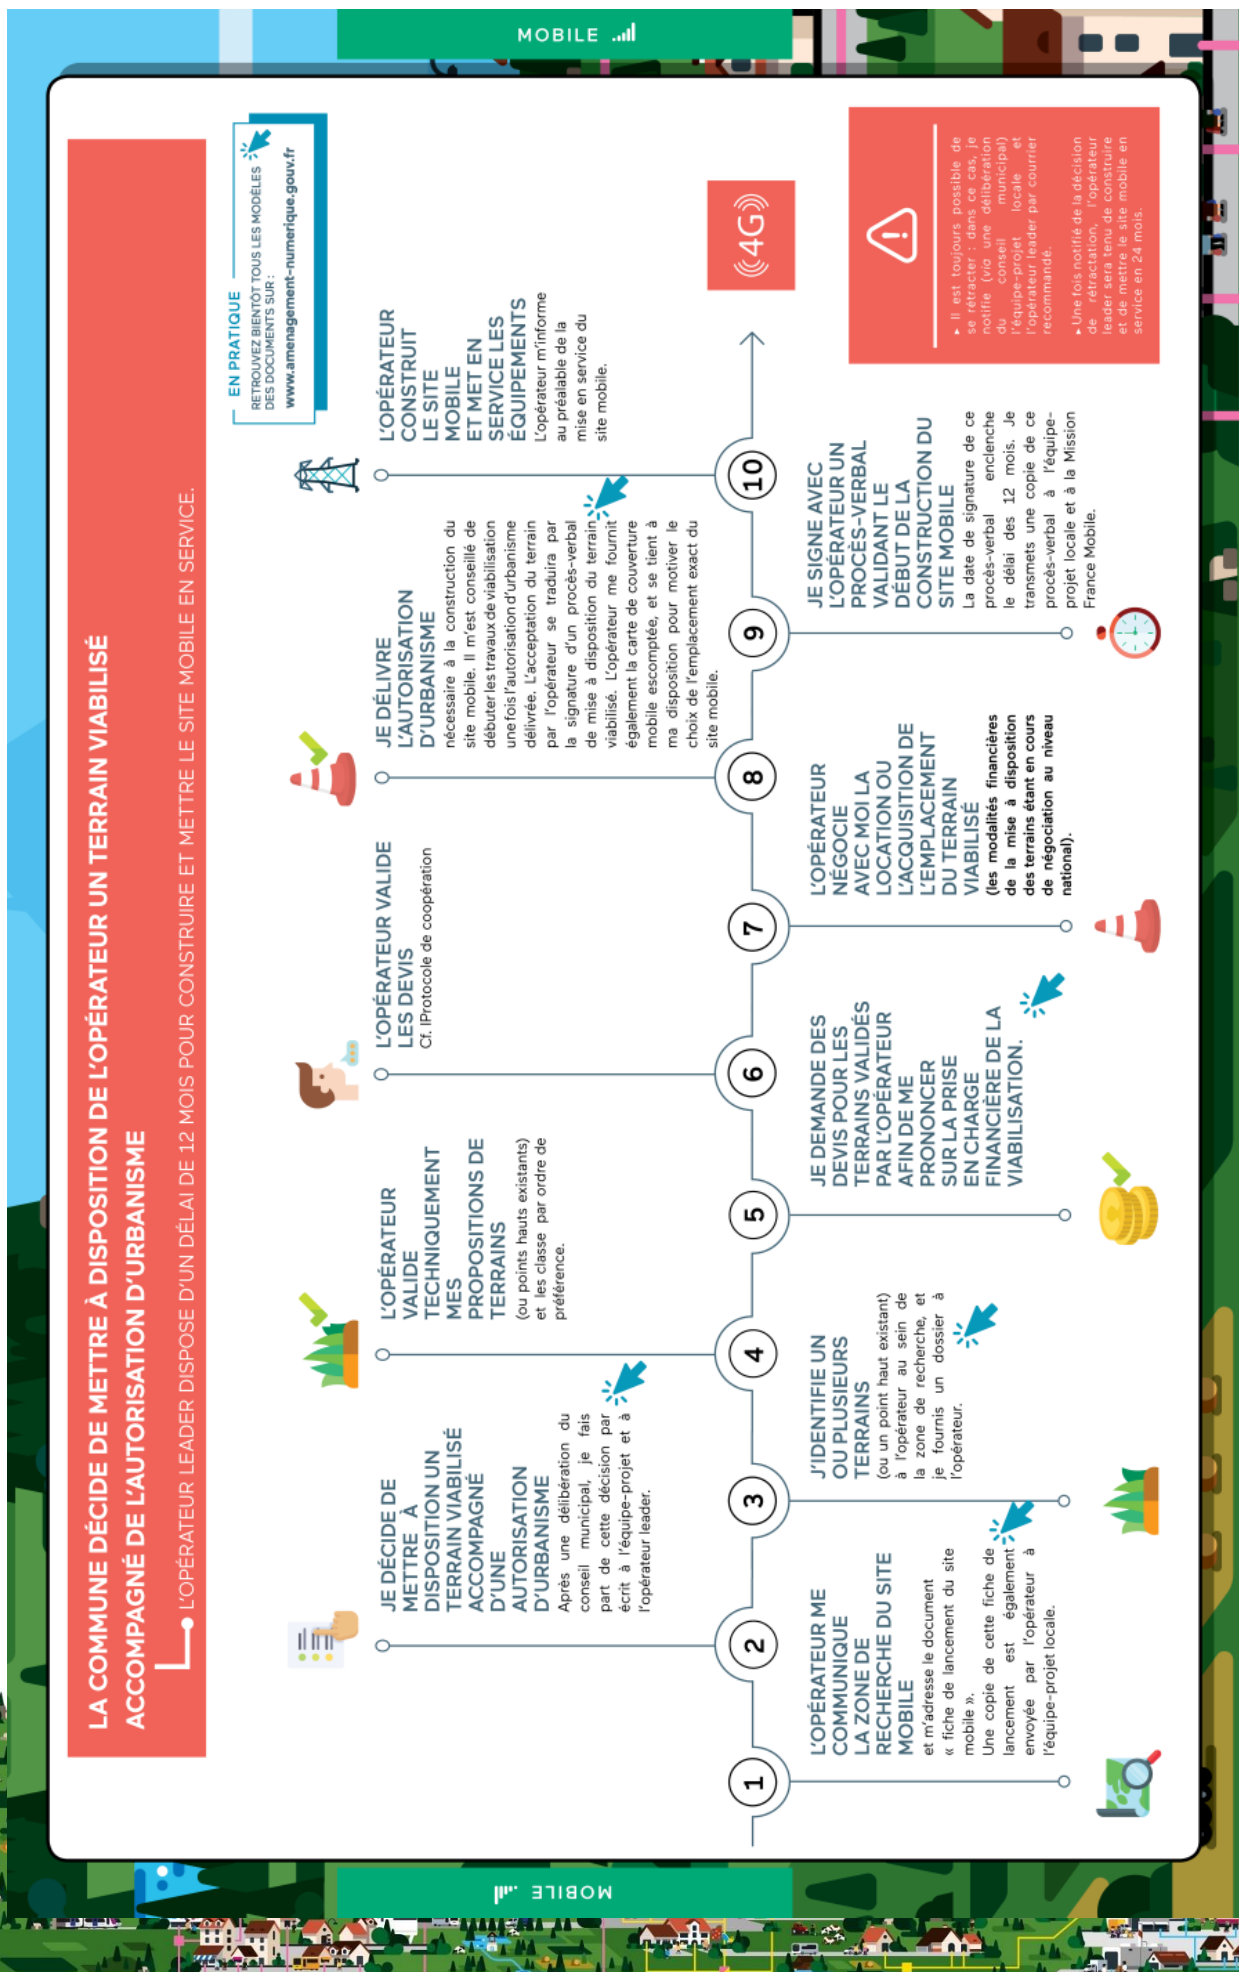 MOBILE
LA COMMUNE DÉCIDE DE METTRE À DISPOSITION DE L'OPÉRATEUR UN TERRAIN VIABILISÉ
ACCOMPAGNÉ DE L'AUTORISATION D'URBANISME
L'OPÉRATEUR LEADER DISPOSE D'UN DÉLAI DE 12 MOIS POUR CONSTRUIRE ET METTRE LE SITE MOBILE EN SERVICE.
EN PRATIQUE
RETROUVEZ BIENTÔT TOUS LES MODÈLES
DES DOCUMENTS SUR :
www.amenagement-numerique.gouv.fr
1
L'OPÉRATEUR ME
COMMUNIQUE
LA ZONE DE
RECHERCHE DU SITE
MOBILE
et m'adresse le document
« fiche de lancement du site
mobile ».
Une copie de cette fiche de
lancement est également
envoyée par l'opérateur à
l'équipe-projet locale.
2
JE DÉCIDE DE
METTRE À
DISPOSITION UN
TERRAIN VIABILISÉ
ACCOMPAGNÉ
D'UNE
AUTORISATION
D'URBANISME
Après une délibération du
conseil municipal, je fais
part de cette décision par
écrit à l'équipe-projet et à
l'opérateur leader.
3
J'IDENTIFIE UN
OU PLUSIEURS
TERRAINS
(ou un point haut existant)
à l'opérateur au sein de
la zone de recherche, et
je fournis un dossier à
l'opérateur.
4
L'OPÉRATEUR
VALIDE
TECHNIQUEMENT
MES
PROPOSITIONS DE
TERRAINS
(ou points hauts existants)
et les classe par ordre de
préférence.
5
JE DEMANDE DES
DEVIS POUR LES
TERRAINS VALIDÉS
PAR L'OPÉRATEUR
AFIN DE ME
PRONONCER
SUR LA PRISE
EN CHARGE
FINANCIÈRE DE LA
VIABILISATION.
6
L'OPÉRATEUR VALIDE
LES DEVIS
Cf. lProtocole de coopération
7
L'OPÉRATEUR
NÉGOCIE
AVEC MOI LA
LOCATION OU
L'ACQUISITION DE
L'EMPLACEMENT
DU TERRAIN
VIABILISÉ
(les modalités financières
de la mise à disposition
des terrains étant en cours
de négociation au niveau
national).
8
JE DÉLIVRE
L'AUTORISATION
D'URBANISME
nécessaire à la construction du
site mobile. Il m'est conseillé de
débuter les travaux de viabilisation
une fois l'autorisation d'urbanisme
délivrée. L'acceptation du terrain
par l'opérateur se traduira par
la signature d'un procès-verbal
de mise à disposition du terrain
viabilisé. L'opérateur me fournit
également la carte de couverture
mobile escomptée, et se tient à
ma disposition pour motiver le
choix de l'emplacement exact du
site mobile.
9
JE SIGNE AVEC
L'OPÉRATEUR UN
PROCÈS-VERBAL
VALIDANT LE
DÉBUT DE LA
CONSTRUCTION DU
SITE MOBILE
La date de signature de ce
procès-verbal enclenche
le délai des 12 mois. Je
transmets une copie de ce
procès-verbal à l'équipe-
projet locale et à la Mission
France Mobile.
10
L'OPÉRATEUR
CONSTRUIT
LE SITE
MOBILE
ET MET EN
SERVICE LES
ÉQUIPEMENTS
L'opérateur m'informe
au préalable de la
mise en service du
site mobile.
4G
▸ Il est toujours possible de
se rétracter : dans ce cas, je
notifie (via une délibération
du conseil municipal)
l'équipe-projet locale et
l'opérateur leader par courrier
recommandé.
▸ Une fois notifié de la décision
de rétractation, l'opérateur
leader sera tenu de construire
et de mettre le site mobile en
service en 24 mois.
MOBILE